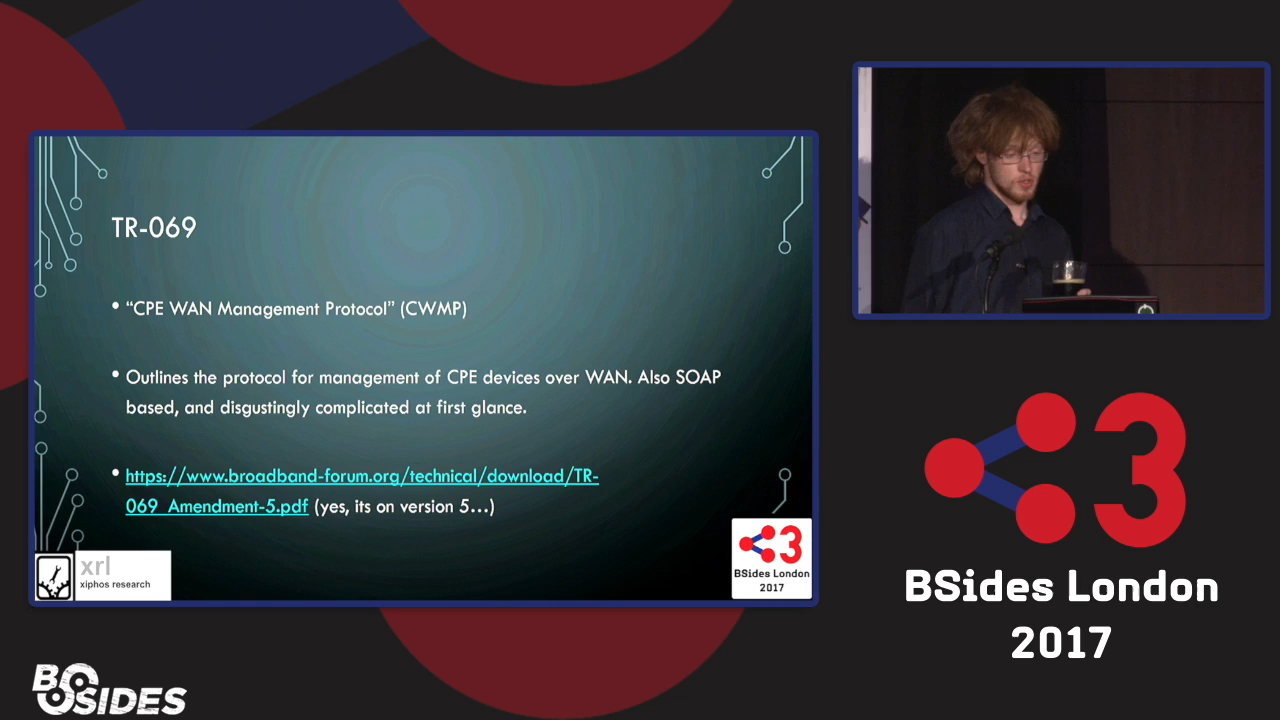 TR-069
• “CPE WAN Management Protocol” (CWMP)
• Outlines the protocol for management of CPE devices over WAN. Also SOAP
based, and disgustingly complicated at first glance.
• https://www.broadband-forum.org/technical/download/TR-
069_Amendment-5.pdf (yes, its on version 5...)
xrl
xiphos research
3
BSides London
2017
3
BSides London
2017
BSIDES